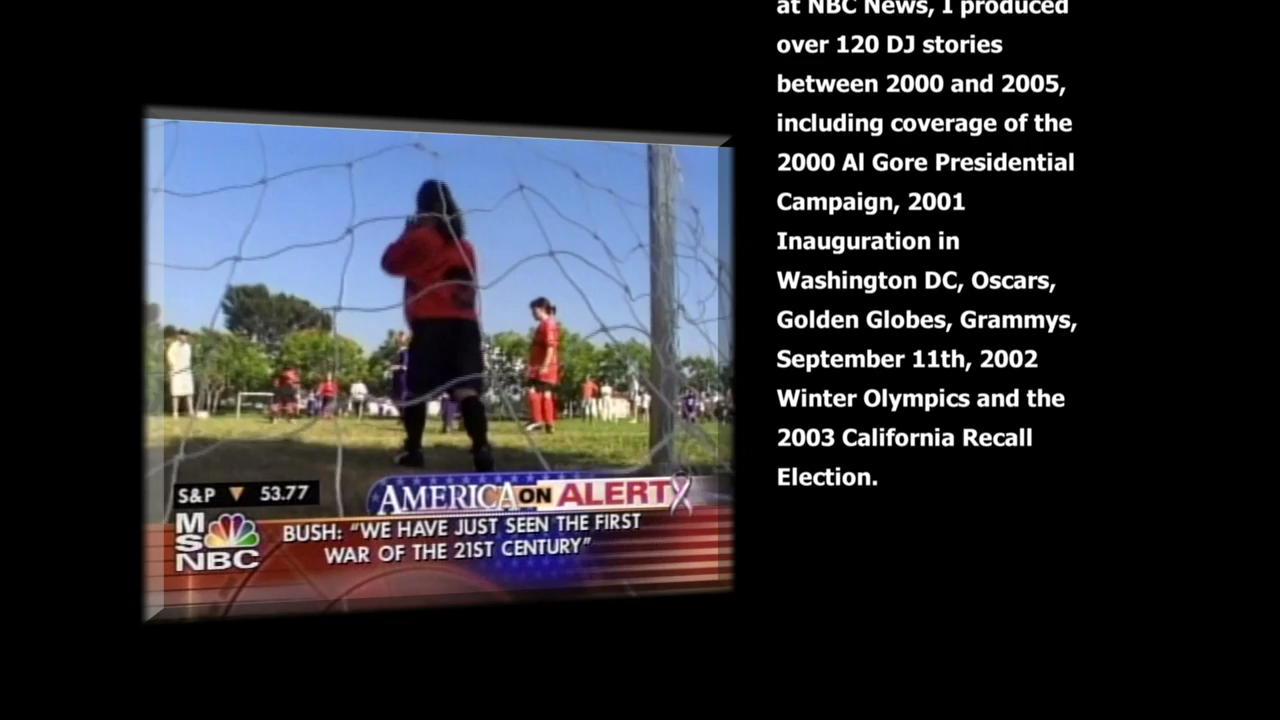 at NBC News, I produced
over 120 DJ stories
between 2000 and 2005,
including coverage of the
2000 Al Gore Presidential
Campaign, 2001
Inauguration in
Washington DC, Oscars,
Golden Globes, Grammys,
September 11th, 2002
Winter Olympics and the
2003 California Recall
Election.
S&P ▼ 53.77
AMERICA ON ALERT
MSNBC
BUSH: “WE HAVE JUST SEEN THE FIRST
WAR OF THE 21ST CENTURY”